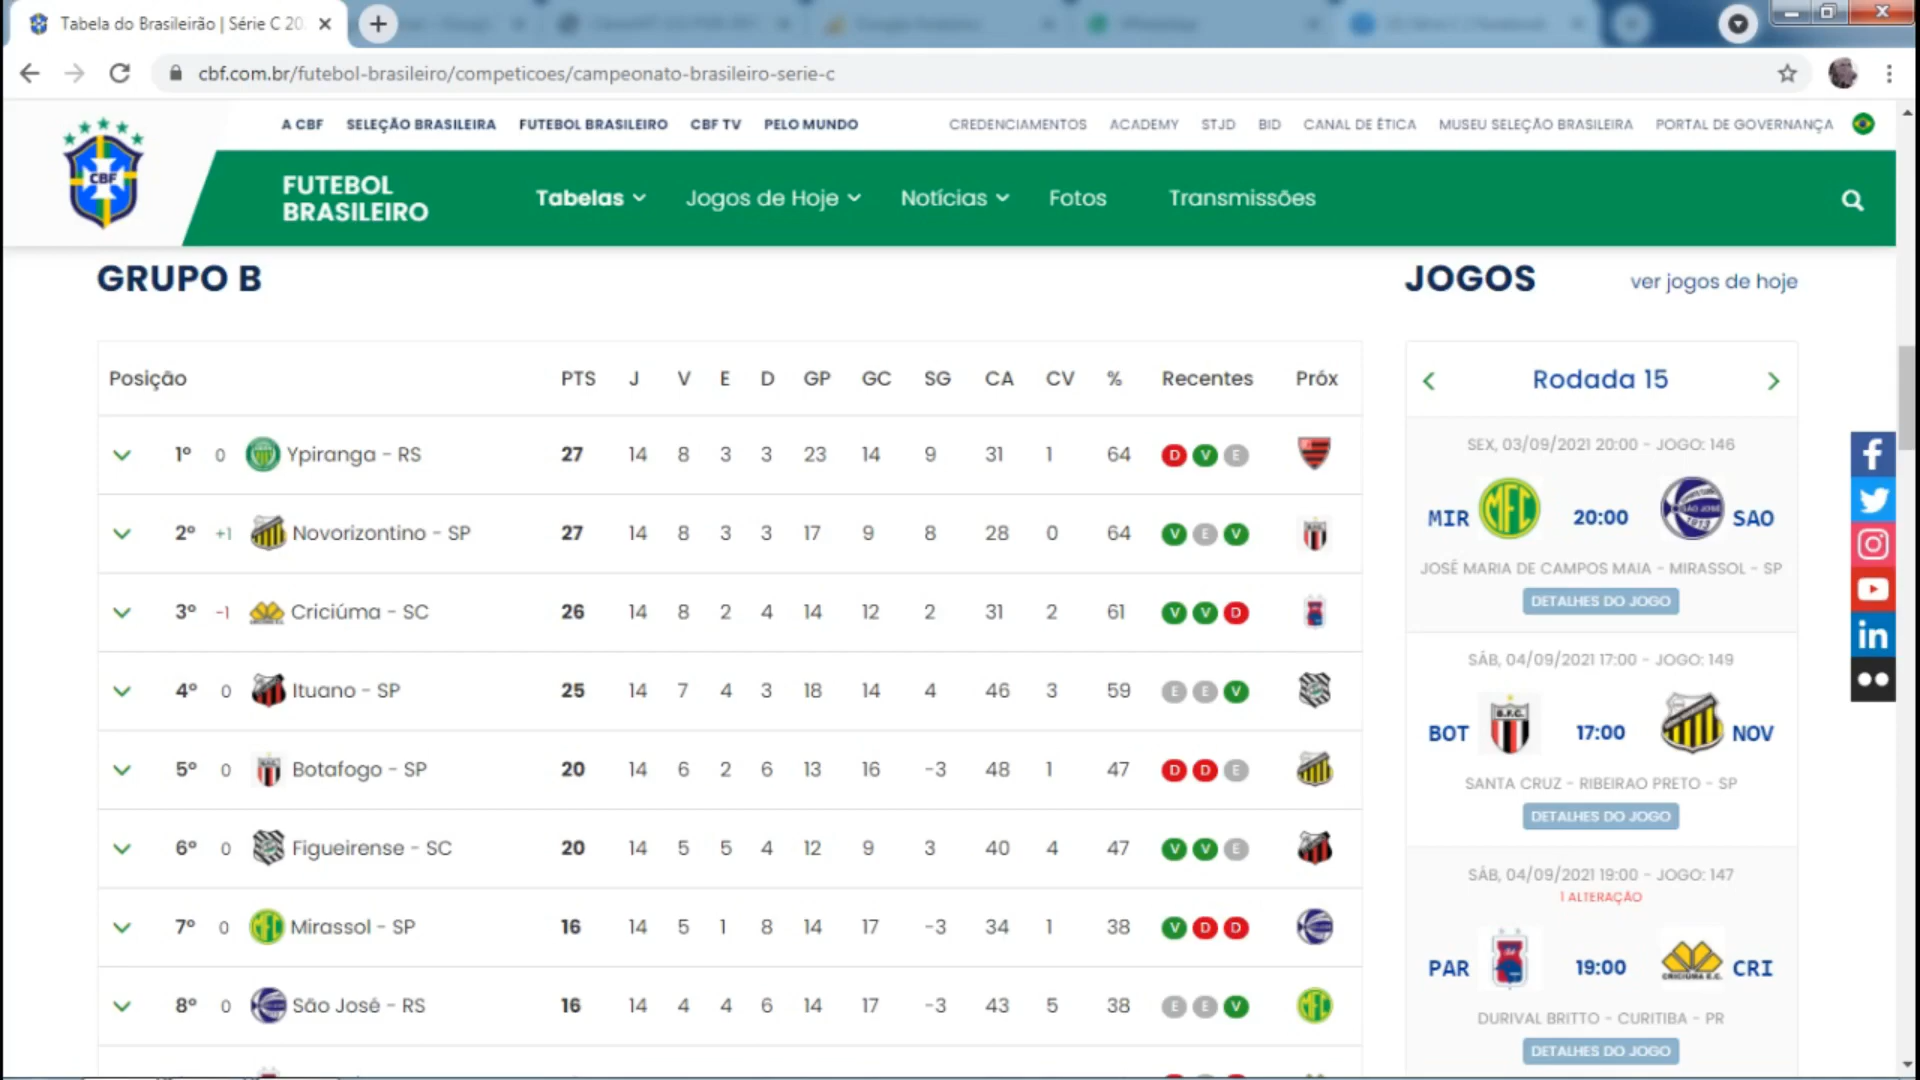 Tabela do Brasileirão | Série C 20
cbf.com.br/futebol-brasileiro/competicoes/campeonato-brasileiro-serie-c
A CBF SELEÇÃO BRASILEIRA FUTEBOL BRASILEIRO CBF TV PELO MUNDO CREDENCIAMENTOS ACADEMY STJD BID CANAL DE ÉTICA MUSEU SELEÇÃO BRASILEIRA PORTAL DE GOVERNANÇA
CBF
FUTEBOL
BRASILEIRO
Tabelas Jogos de Hoje Notícias Fotos Transmissões
GRUPO B
Posição PTS J V E D GP GC SG CA CV % Recentes Próx
1º 0 Ypiranga - RS 27 14 8 3 3 23 14 9 31 1 64 D V E
2º +1 Novorizontino - SP 27 14 8 3 3 17 9 8 28 0 64 V E V
3º -1 Criciúma - SC 26 14 8 2 4 14 12 2 31 2 61 V V D
4º 0 Ituano - SP 25 14 7 4 3 18 14 4 46 3 59 E E V
5º 0 Botafogo - SP 20 14 6 2 6 13 16 -3 48 1 47 D D E
6º 0 Figueirense - SC 20 14 5 5 4 12 9 3 40 4 47 V V E
7º 0 Mirassol - SP 16 14 5 1 8 14 17 -3 34 1 38 V D D
8º 0 São José - RS 16 14 4 4 6 14 17 -3 43 5 38 E E V
JOGOS ver jogos de hoje
Rodada 15
SEX, 03/09/2021 20:00 - JOGO: 146
MIR MFC 20:00 SAO
JOSÉ MARIA DE CAMPOS MAIA - MIRASSOL - SP
DETALHES DO JOGO
SÁB, 04/09/2021 17:00 - JOGO: 149
BOT B.F.C. 17:00 NOV
SANTA CRUZ - RIBEIRAO PRETO - SP
DETALHES DO JOGO
SÁB, 04/09/2021 19:00 - JOGO: 147
1 ALTERAÇÃO
PAR 19:00 CRICIÚMA E.C. CRI
DURIVAL BRITTO - CURITIBA - PR
DETALHES DO JOGO